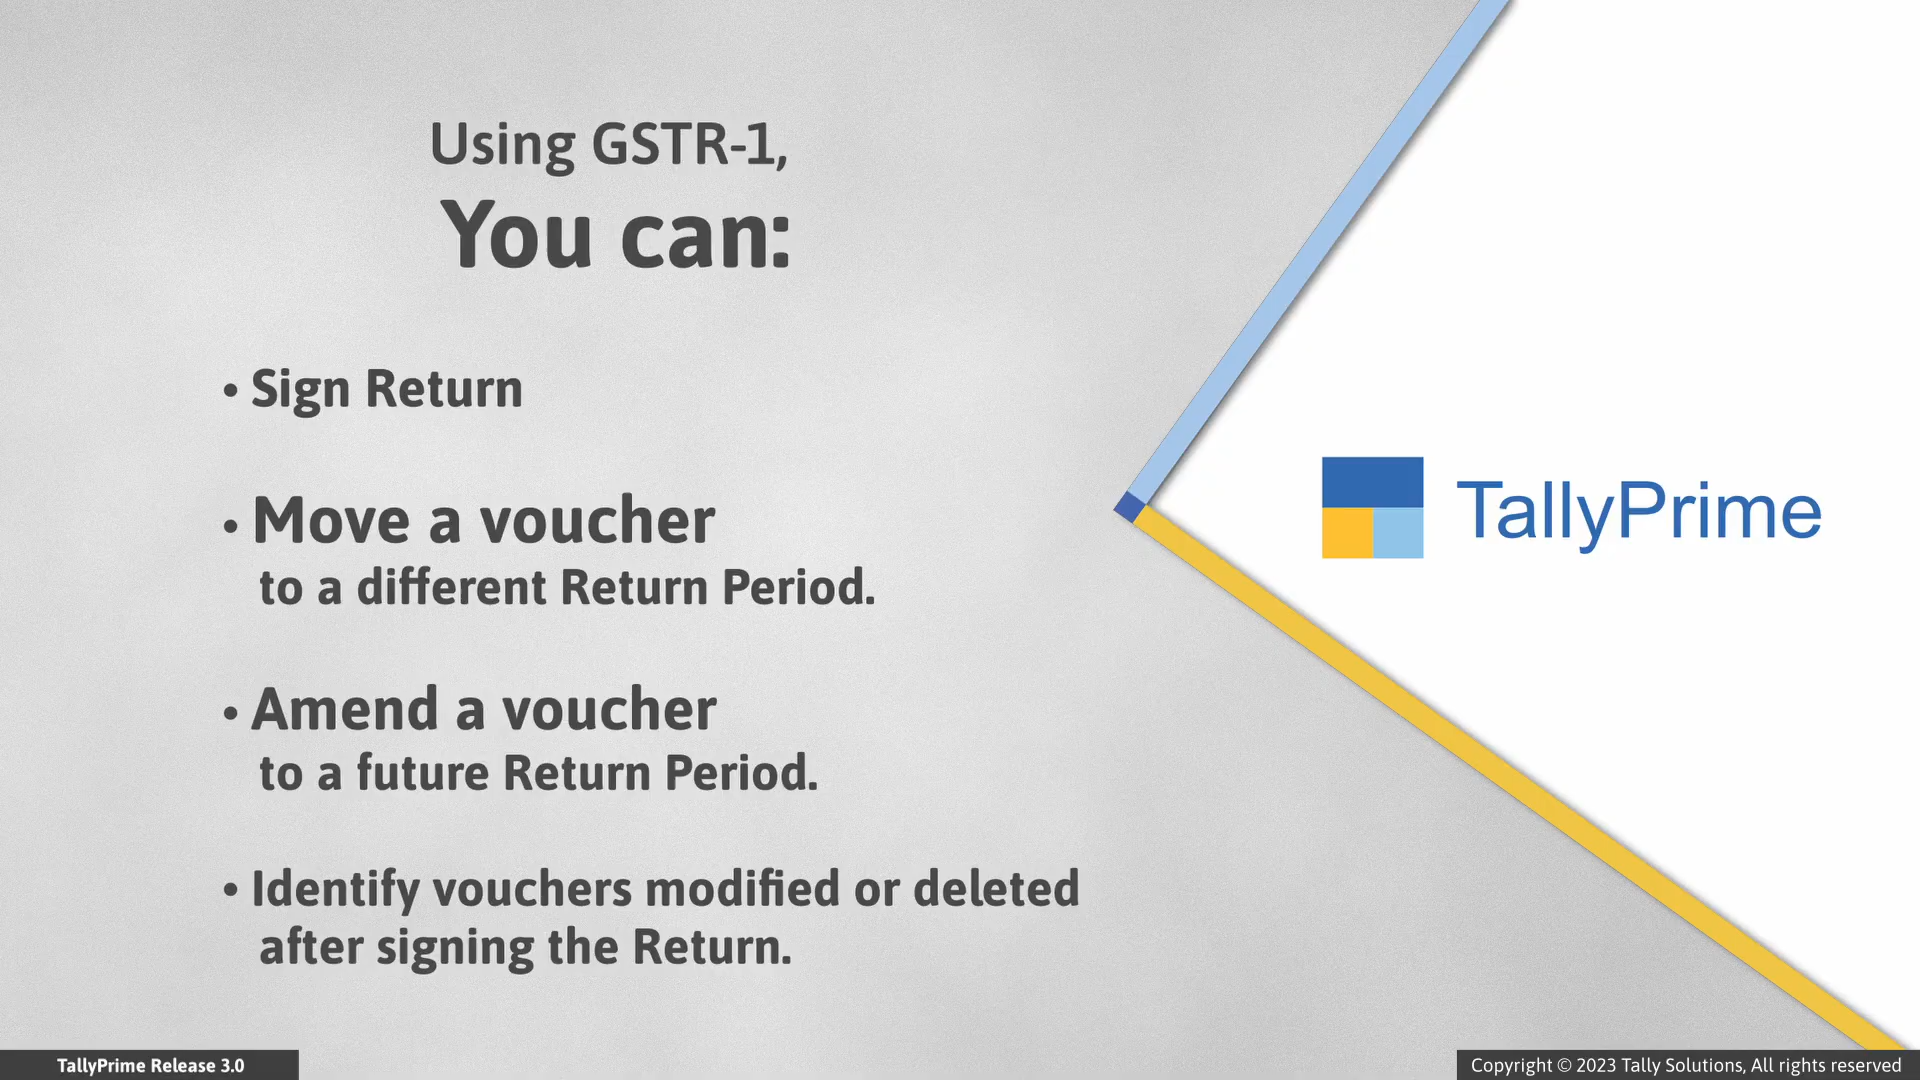 Using GSTR-1,
You can:
• Sign Return
• Move a voucher
to a different Return Period.
• Amend a voucher
to a future Return Period.
• Identify vouchers modified or deleted
after signing the Return.
TallyPrime
TallyPrime Release 3.0
Copyright © 2023 Tally Solutions, All rights reserved